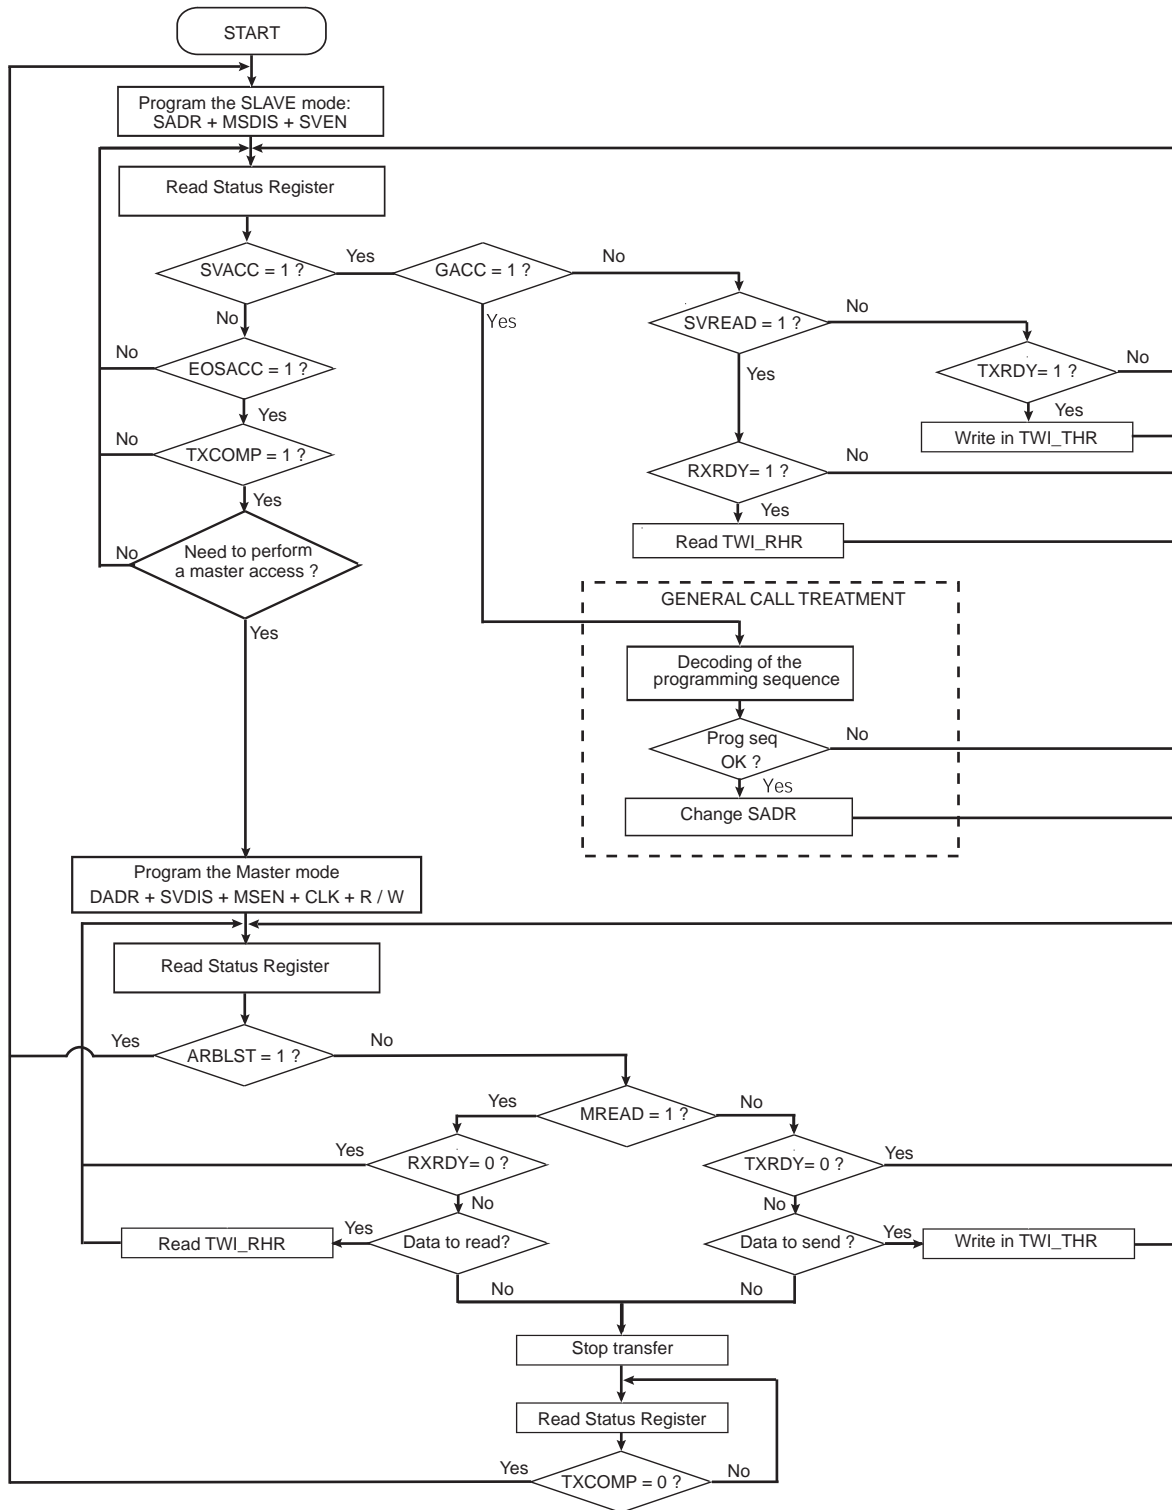 START
Program the SLAVE mode:
SADR + MSDIS + SVEN
Read Status Register
SVACC = 1 ?
Yes
GACC = 1 ?
No
No
Yes
SVREAD = 1 ?
No
No
EOSACC = 1 ?
Yes
TXRDY= 1 ?
No
Yes
Yes
Write in TWI_THR
No
TXCOMP = 1 ?
RXRDY= 1 ?
No
Yes
Yes
No
Need to perform
a master access ?
Read TWI_RHR
Yes
GENERAL CALL TREATMENT
Decoding of the
programming sequence
Prog seq
OK ?
No
Yes
Change SADR
Program the Master mode
DADR + SVDIS + MSEN + CLK + R / W
Read Status Register
Yes
ARBLST = 1 ?
No
Yes
MREAD = 1 ?
No
Yes
RXRDY= 0 ?
TXRDY= 0 ?
Yes
No
No
Read TWI_RHR
Yes
Data to read?
Data to send ?
Yes
Write in TWI_THR
No
No
Stop transfer
Read Status Register
Yes
TXCOMP = 0 ?
No